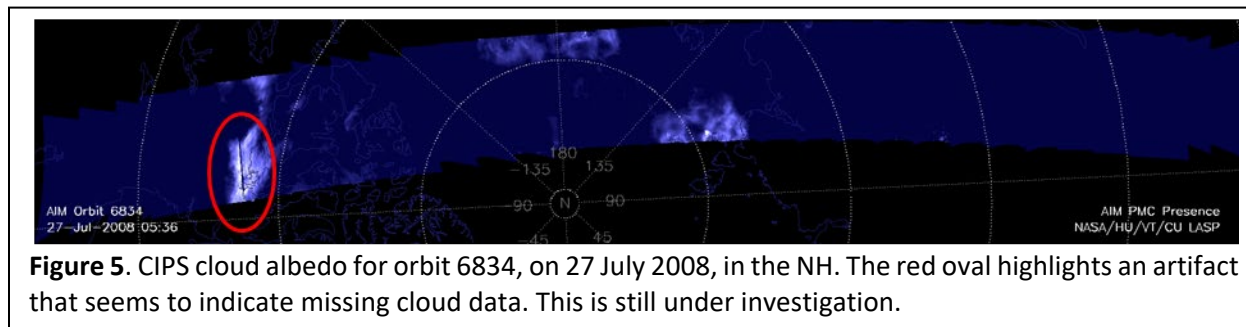 180
-135 135
-90 N 90
-45 45
AIM Orbit 6834
27-Jul-2008 05:36
AIM PMC Presence
NASA/HU/VT/CU LASP
Figure 5. CIPS cloud albedo for orbit 6834, on 27 July 2008, in the NH. The red oval highlights an artifact
that seems to indicate missing cloud data. This is still under investigation.